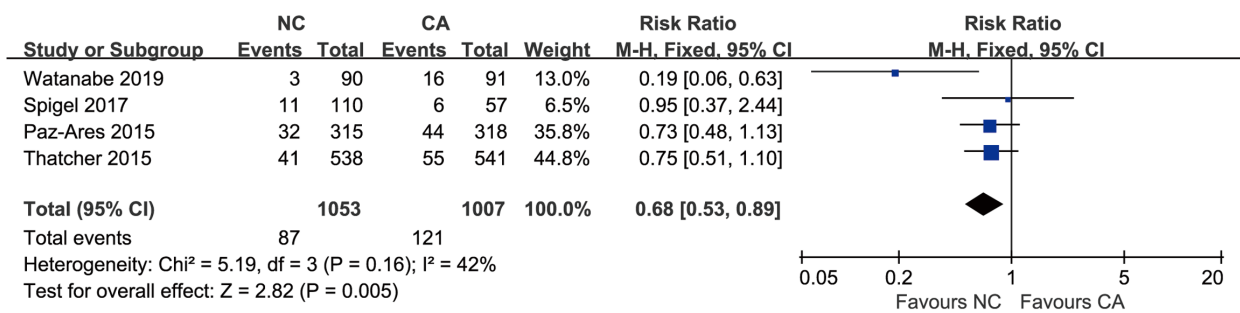 NC CA Risk Ratio Risk Ratio
Study or Subgroup Events Total Events Total Weight M-H, Fixed, 95% CI M-H, Fixed, 95% CI
Watanabe 2019 3 90 16 91 13.0% 0.19 [0.06, 0.63]
Spigel 2017 11 110 6 57 6.5% 0.95 [0.37, 2.44]
Paz-Ares 2015 32 315 44 318 35.8% 0.73 [0.48, 1.13]
Thatcher 2015 41 538 55 541 44.8% 0.75 [0.51, 1.10]
Total (95% CI) 1053 1007 100.0% 0.68 [0.53, 0.89]
Total events 87 121
Heterogeneity: Chi² = 5.19, df = 3 (P = 0.16); I² = 42%
Test for overall effect: Z = 2.82 (P = 0.005)
0.05 0.2 1 5 20
Favours NC Favours CA